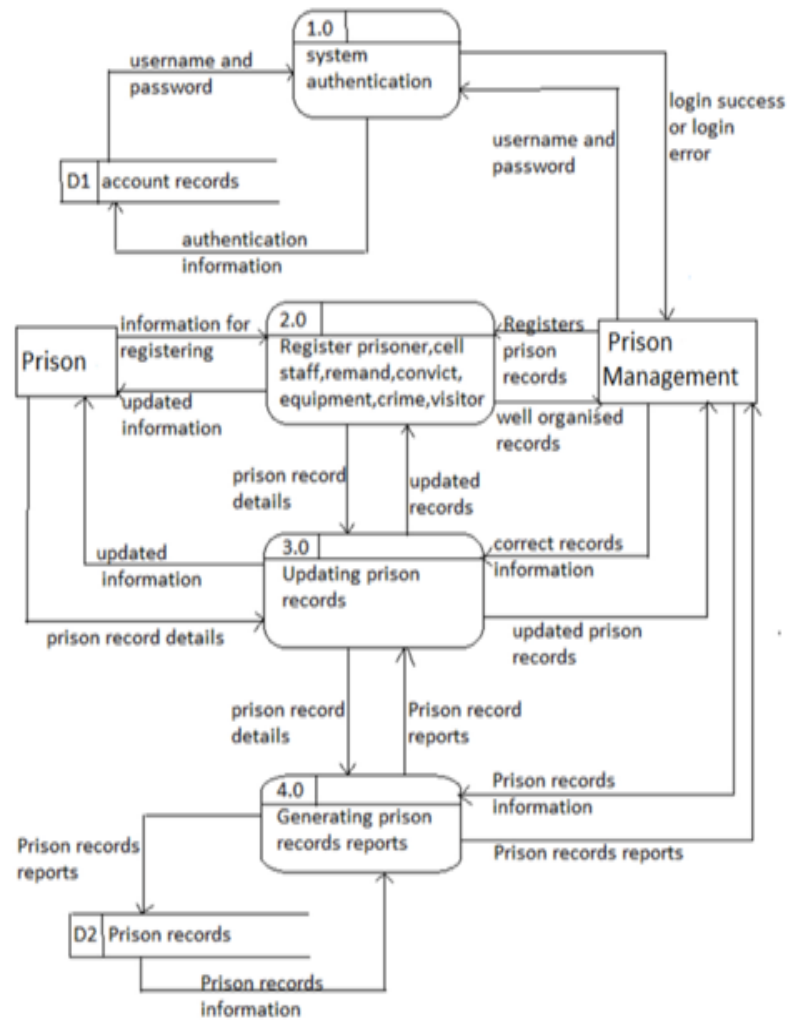 1.0
system
authentication
username and
password
login success
or login
error
username and
password
D1 account records
authentication
information
Prison
information for
registering
updated
information
2.0
Register prisoner,cell
staff,remand,convict,
equipment,crime,visitor
Registers
prison
records
Prison
Management
well organised
records
prison record
details
updated
records
updated
information
3.0
Updating prison
records
correct records
information
prison record details
updated prison
records
prison record
details
Prison record
reports
4.0
Generating prison
records reports
Prison records
information
Prison records reports
Prison records
reports
D2 Prison records
Prison records
information